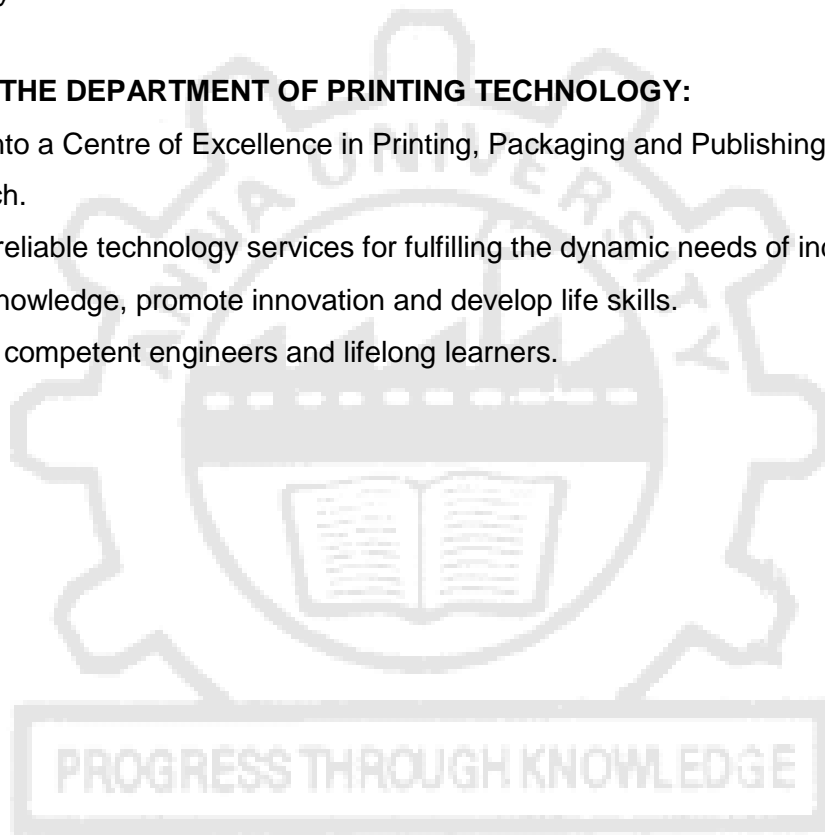 THE DEPARTMENT OF PRINTING TECHNOLOGY:
nto a Centre of Excellence in Printing, Packaging and Publishing
ch.
reliable technology services for fulfilling the dynamic needs of in
nowledge, promote innovation and develop life skills.
competent engineers and lifelong learners.
ANNA UNIVERSITY
PROGRESS THROUGH KNOWLEDGE